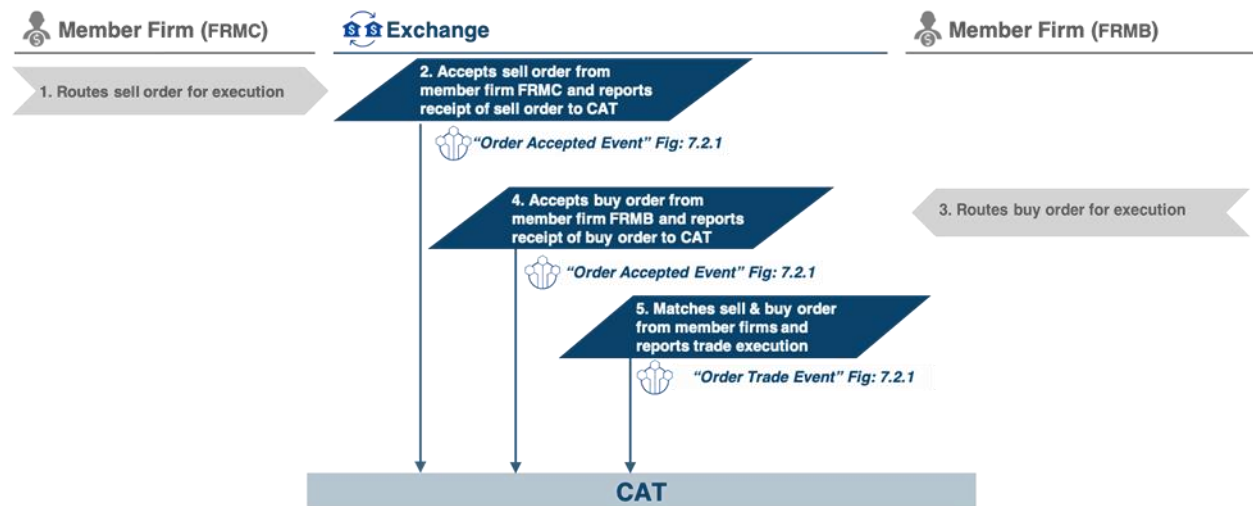 Member Firm (FRMC)
Exchange
Member Firm (FRMB)
1. Routes sell order for execution
2. Accepts sell order from
member firm FRMC and reports
receipt of sell order to CAT
"Order Accepted Event" Fig: 7.2.1
3. Routes buy order for execution
4. Accepts buy order from
member firm FRMB and reports
receipt of buy order to CAT
"Order Accepted Event" Fig: 7.2.1
5. Matches sell & buy order
from member firms and
reports trade execution
"Order Trade Event" Fig: 7.2.1
CAT